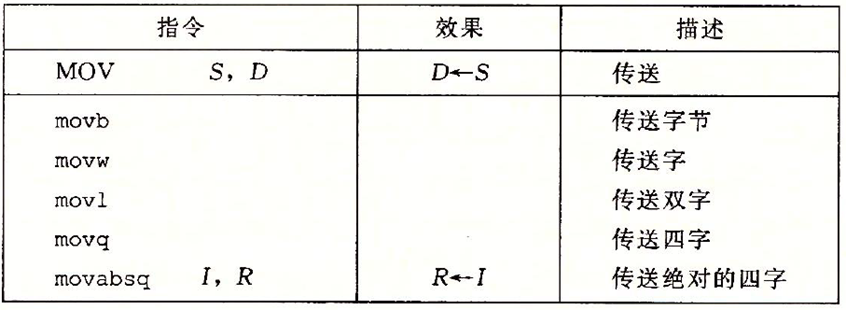 指令 效果 描述
MOV S, D D←S 传送
movb 传送字节
movw 传送字
movl 传送双字
movq 传送四字
movabsq I, R R←I 传送绝对的四字